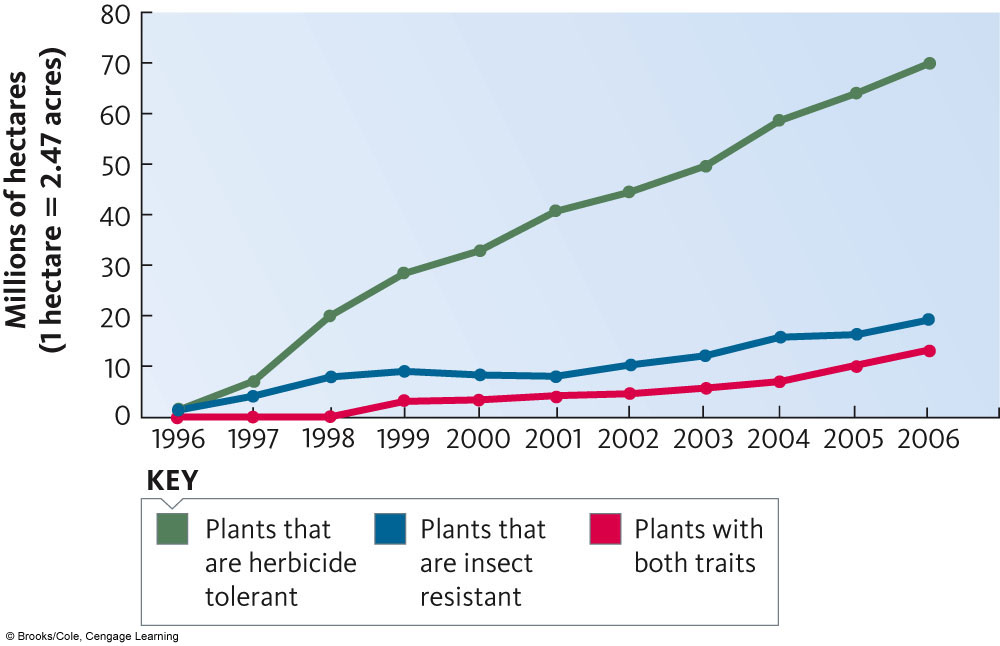 Millions of hectares
(1 hectare = 2.47 acres)
80
70
60
50
40
30
20
10
0
1996 1997 1998 1999 2000 2001 2002 2003 2004 2005 2006
KEY
Plants that
are herbicide
tolerant
Plants that
are insect
resistant
Plants with
both traits
© Brooks/Cole, Cengage Learning